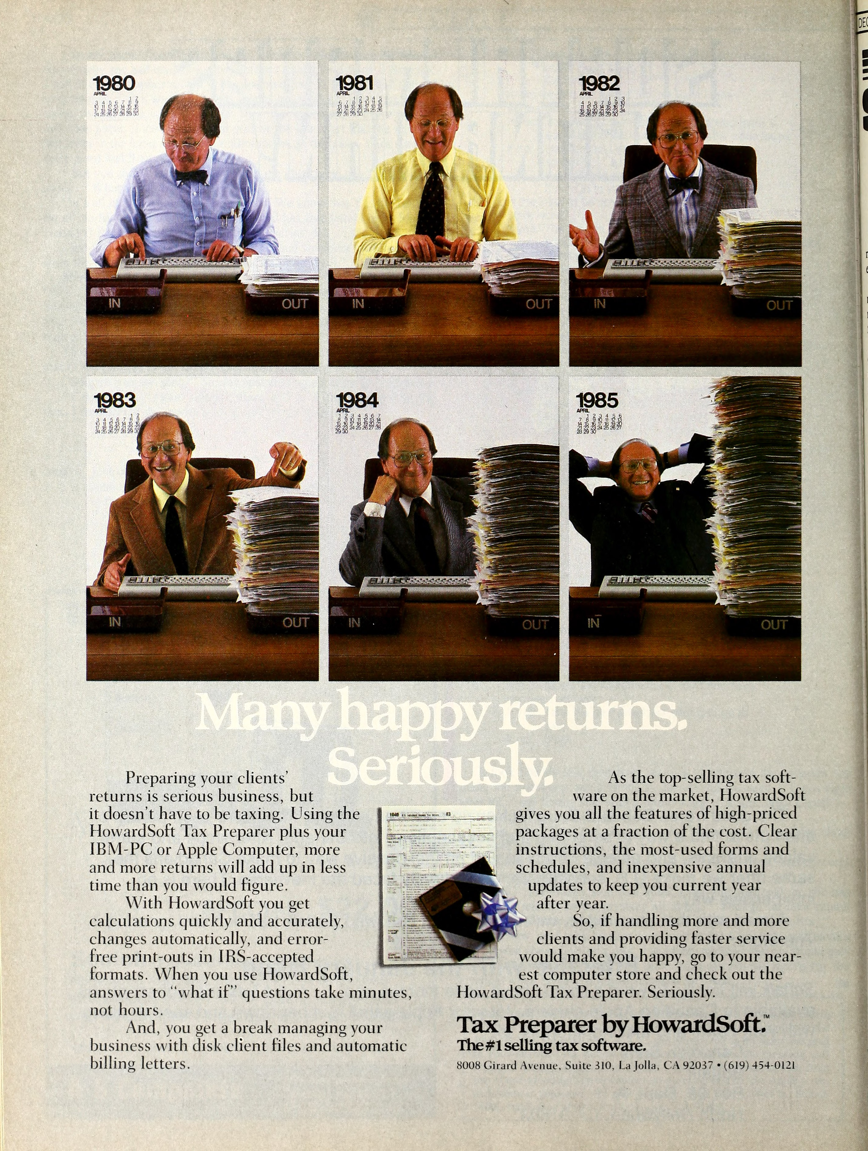 1980
APRIL
1981
APRIL
1982
APRIL
IN
OUT
IN
OUT
IN
OUT
1983
APRIL
1984
APRIL
1985
APRIL
IN
OUT
IN
OUT
IN
OUT
Many happy returns.
Seriously.
Preparing your clients'
returns is serious business, but
it doesn't have to be taxing. Using the
HowardSoft Tax Preparer plus your
IBM-PC or Apple Computer, more
and more returns will add up in less
time than you would figure.
With HowardSoft you get
calculations quickly and accurately,
changes automatically, and error-
free print-outs in IRS-accepted
formats. When you use HowardSoft,
answers to "what if" questions take minutes,
not hours.
And, you get a break managing your
business with disk client files and automatic
billing letters.
1040
As the top-selling tax soft-
ware on the market, HowardSoft
gives you all the features of high-priced
packages at a fraction of the cost. Clear
instructions, the most-used forms and
schedules, and inexpensive annual
updates to keep you current year
after year.
So, if handling more and more
clients and providing faster service
would make you happy, go to your near-
est computer store and check out the
HowardSoft Tax Preparer. Seriously.
Tax Preparer by HowardSoft.™
The #1 selling tax software.
8008 Girard Avenue, Suite 310, La Jolla, CA 92037 • (619) 454-0121